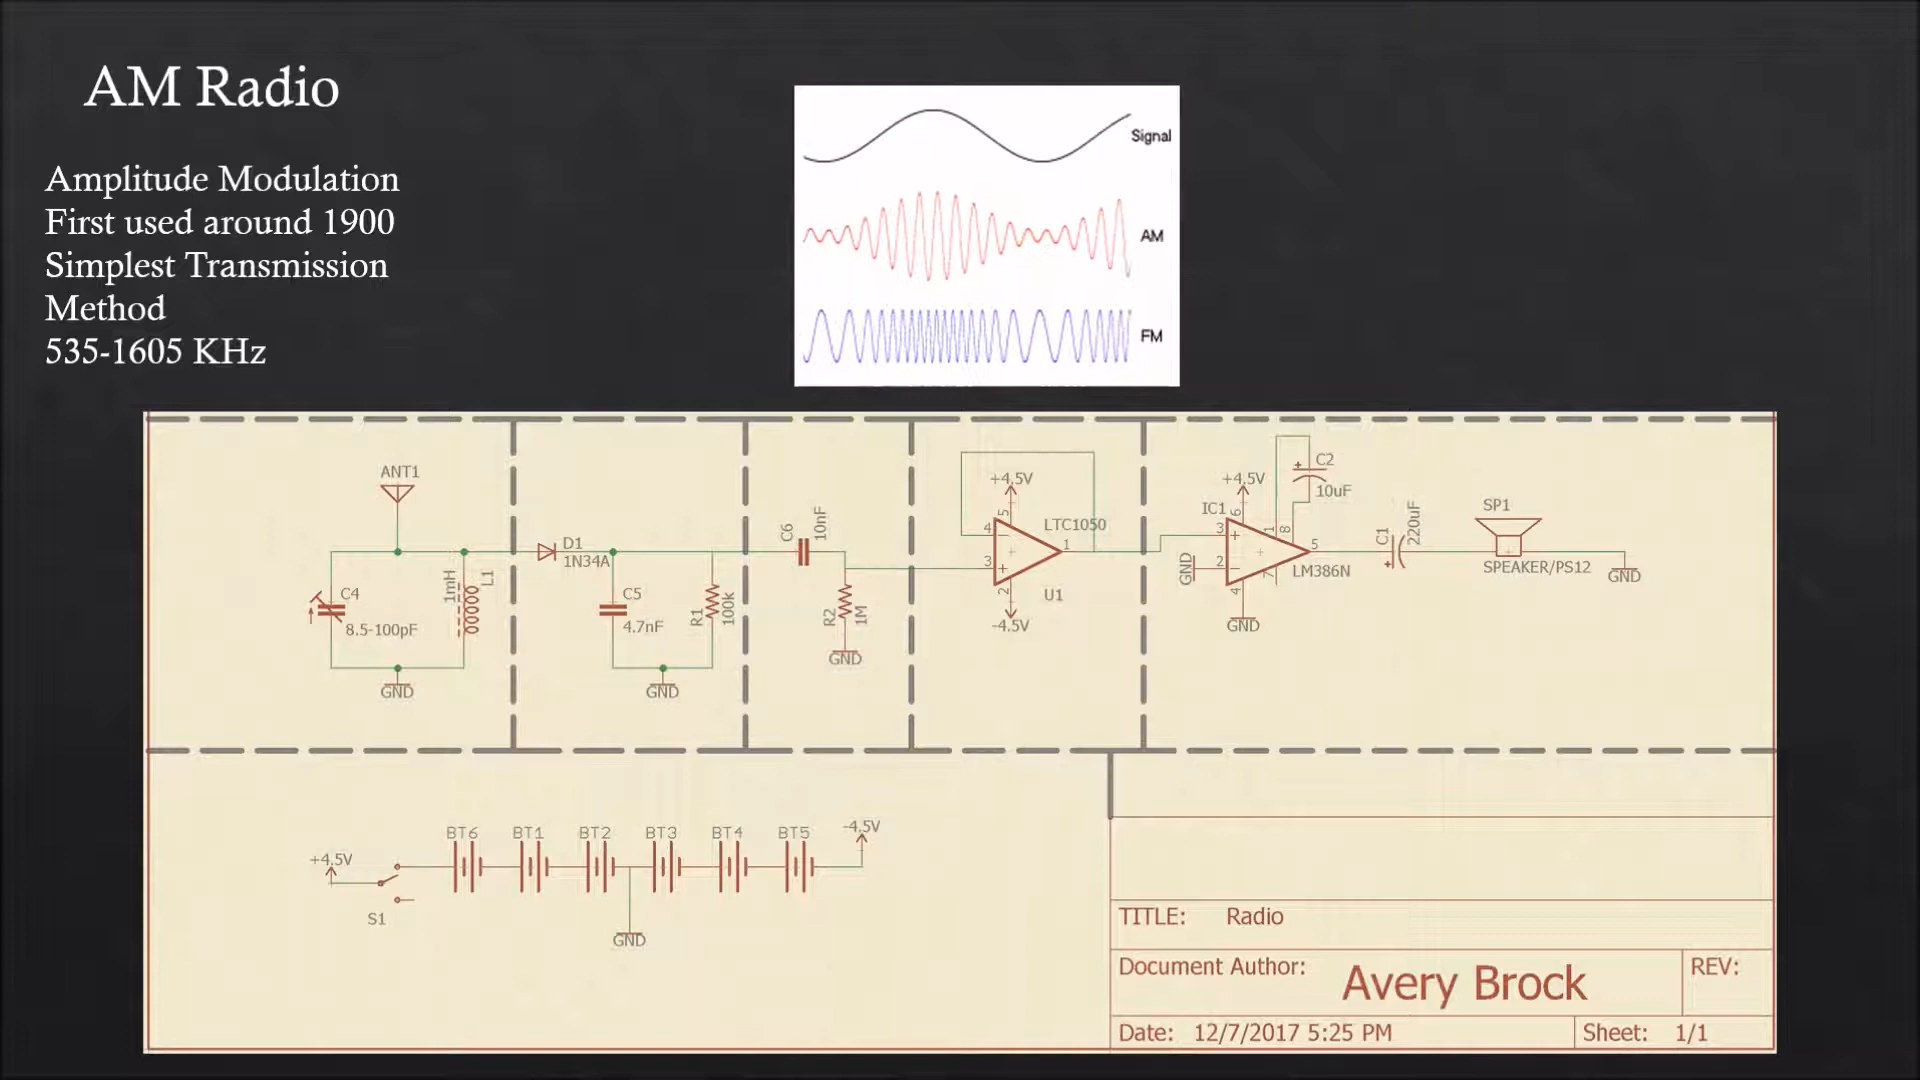 AM Radio
Amplitude Modulation
First used around 1900
Simplest Transmission
Method
535-1605 KHz
Signal
AM
FM
ANT1
C4
8.5-100pF
1mH
L1
GND
D1
1N34A
C5
4.7nF
R1
100k
GND
C6
10nF
R2
1M
GND
+4.5V
5
4
3
2
1
LTC1050
U1
-4.5V
+4.5V
IC1
6
3
2
4
1
8
7
5
LM386N
GND
GND
C2
10uF
C1
220uF
SP1
SPEAKER/PS12
GND
+4.5V
S1
BT6
BT1
BT2
BT3
BT4
BT5
-4.5V
GND
TITLE: Radio
Document Author: Avery Brock
REV:
Date: 12/7/2017 5:25 PM
Sheet: 1/1